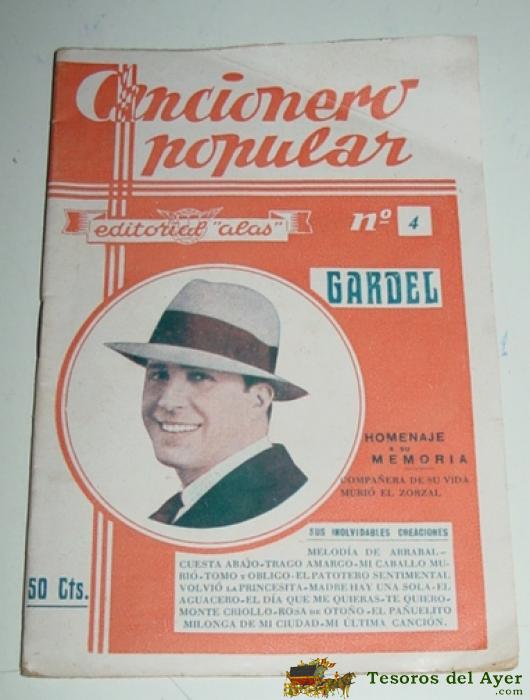 Cancionero
popular
editorial "alas"
nº 4
GARDEL
HOMENAJE
A SU
MEMORIA
COMPAÑERA DE SU VIDA
MURIÓ EL ZORZAL
SUS INOLVIDABLES CREACIONES
MELODÍA DE ARRABAL-
CUESTA ABAJO-TRAGO AMARGO-MI CABALLO MU-
RIÓ-TOMO Y OBLIGO-EL PATOTERO SENTIMENTAL
VOLVIÓ LA PRINCESITA-MADRE HAY UNA SOLA-EL
AGUACERO-EL DÍA QUE ME QUIERAS-TE QUIERO-
MONTE CRIOLLO-ROSA DE OTOÑO-EL PAÑUELITO
MILONGA DE MI CIUDAD-MI ÚLTIMA CANCIÓN.
50 Cts.
Tesoros del Ayer
.com